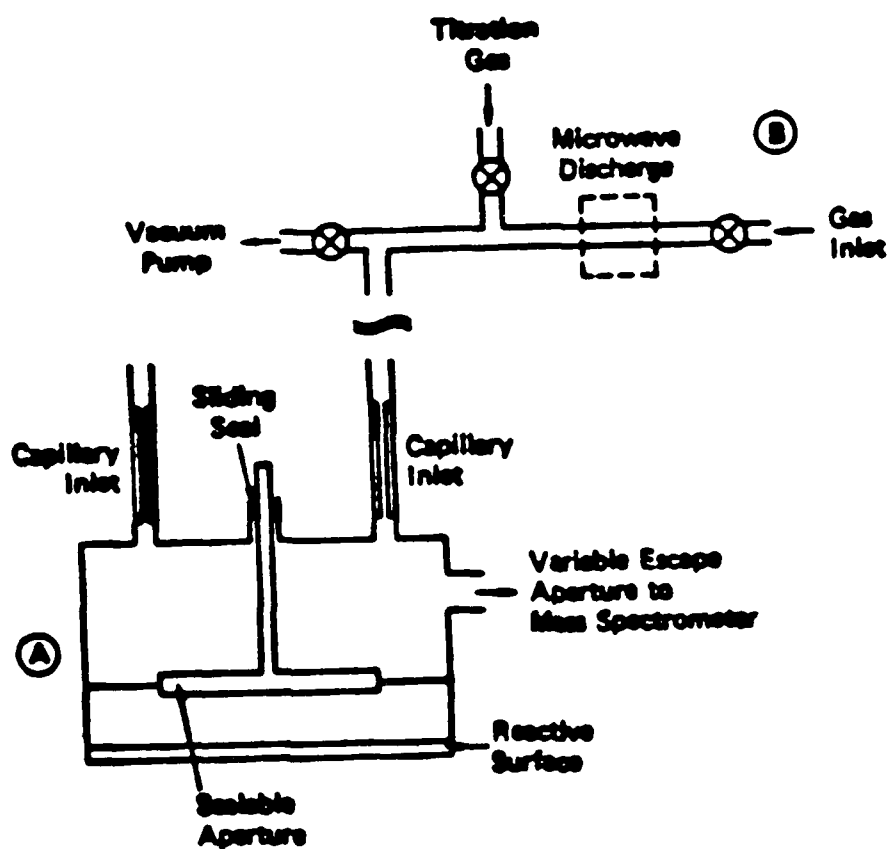 Titration
Gas
B
Microwave
Discharge
Vacuum
Pump
Gas
Inlet
Sliding
Seal
Capillary
Inlet
Capillary
Inlet
Variable Escape
Aperture to
Mass Spectrometer
A
Reactive
Surface
Sealable
Aperture